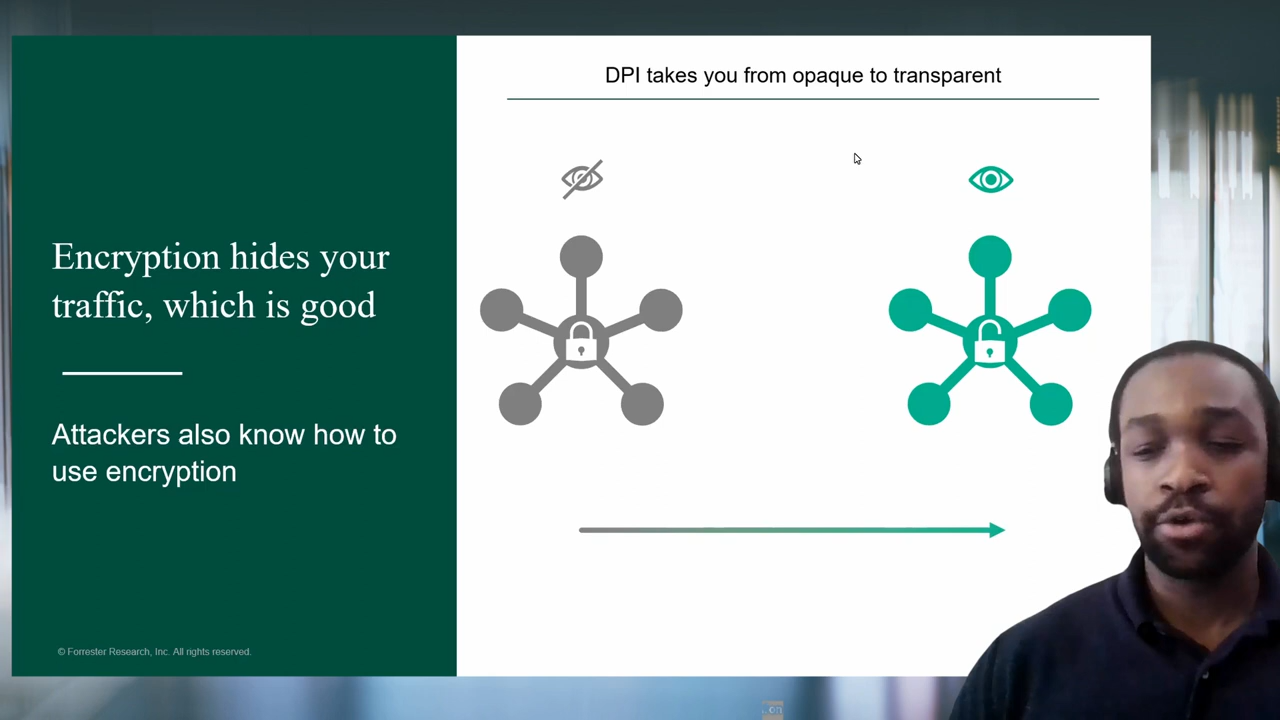 DPI takes you from opaque to transparent
Encryption hides your
traffic, which is good
Attackers also know how to
use encryption
© Forrester Research, Inc. All rights reserved.